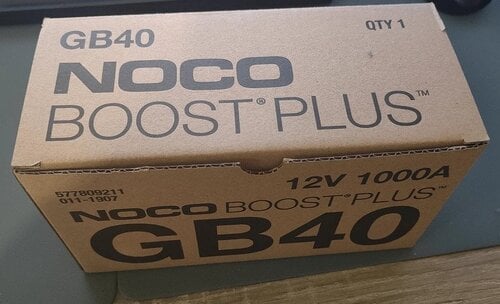 GB40
QTY 1
NOCO
BOOST® PLUS™
577809211
011-1907
12V 1000A
NOCO BOOST® PLUS™
GB40